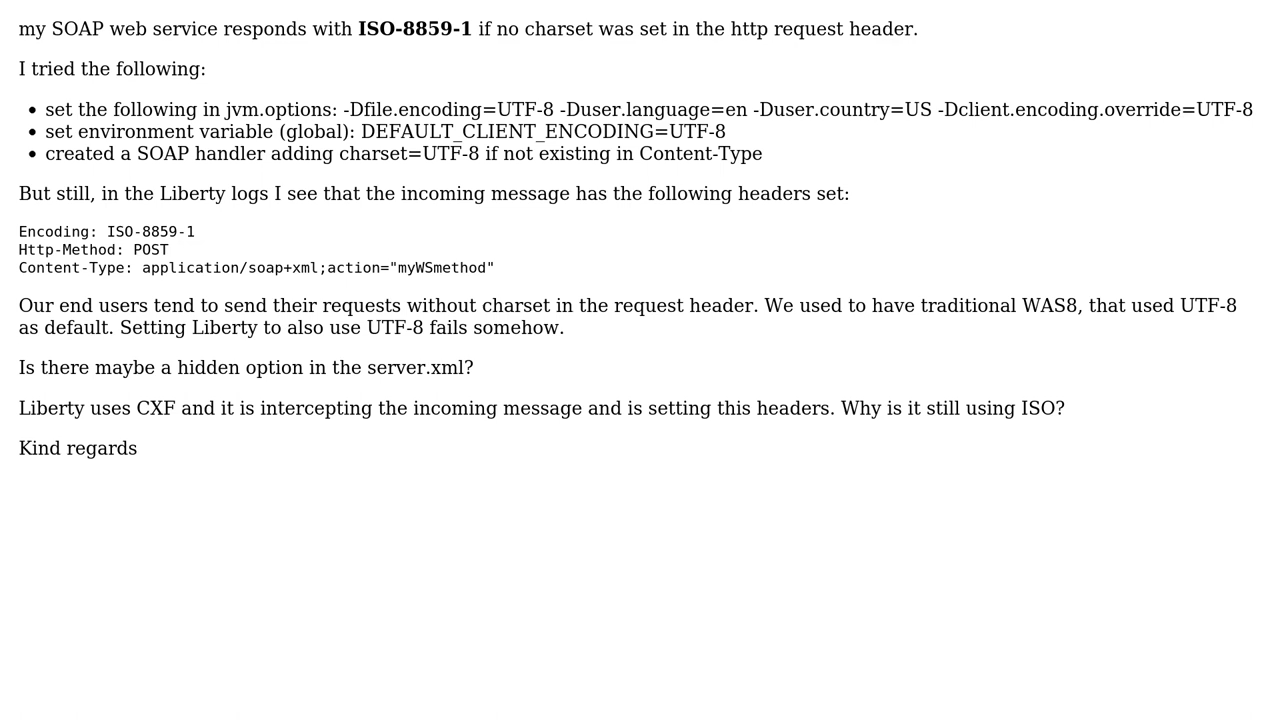 my SOAP web service responds with ISO-8859-1 if no charset was set in the http request header.
I tried the following:
• set the following in jvm.options: -Dfile.encoding=UTF-8 -Duser.language=en -Duser.country=US -Dclient.encoding.override=UTF-8
• set environment variable (global): DEFAULT_CLIENT_ENCODING=UTF-8
• created a SOAP handler adding charset=UTF-8 if not existing in Content-Type
But still, in the Liberty logs I see that the incoming message has the following headers set:
Encoding: ISO-8859-1
Http-Method: POST
Content-Type: application/soap+xml;action="myWSmethod"
Our end users tend to send their requests without charset in the request header. We used to have traditional WAS8, that used UTF-8
as default. Setting Liberty to also use UTF-8 fails somehow.
Is there maybe a hidden option in the server.xml?
Liberty uses CXF and it is intercepting the incoming message and is setting this headers. Why is it still using ISO?
Kind regards